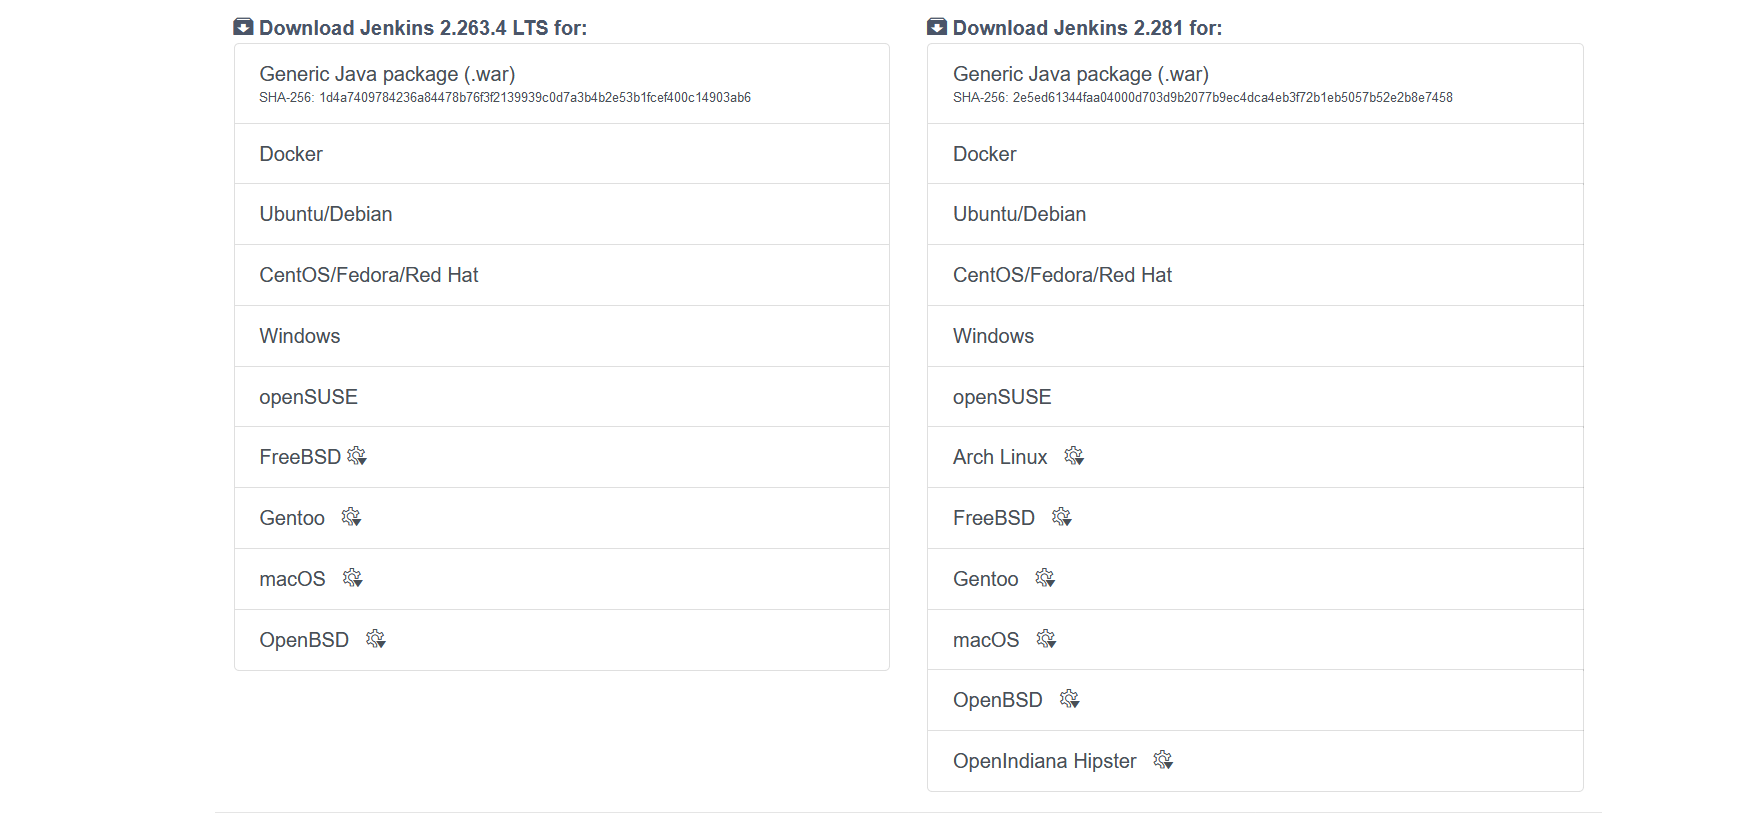 Download Jenkins 2.263.4 LTS for:
Generic Java package (.war)
SHA-256: 1d4a7409784236a84478b76f3f2139939c0d7a3b4b2e53b1fcef400c14903ab6
Docker
Ubuntu/Debian
CentOS/Fedora/Red Hat
Windows
openSUSE
FreeBSD
Gentoo
macOS
OpenBSD
Download Jenkins 2.281 for:
Generic Java package (.war)
SHA-256: 2e5ed61344faa04000d703d9b2077b9ec4dca4eb3f72b1eb5057b52e2b8e7458
Docker
Ubuntu/Debian
CentOS/Fedora/Red Hat
Windows
openSUSE
Arch Linux
FreeBSD
Gentoo
macOS
OpenBSD
OpenIndiana Hipster